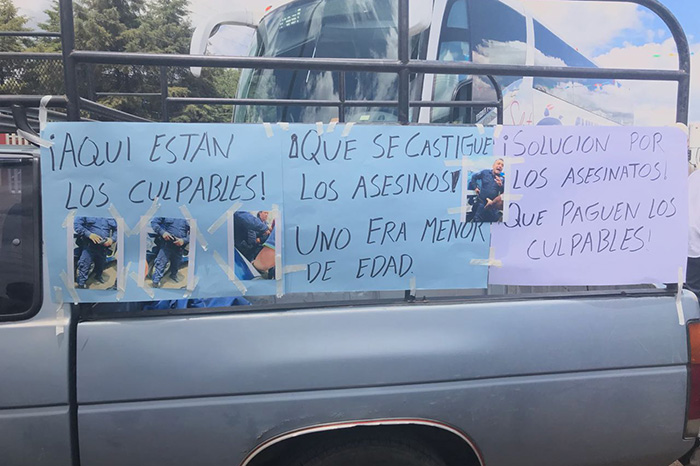 ¡AQUI ESTAN
LOS CULPABLES!
¡QUE SE CASTIGUE
LOS ASESINOS!
UNO ERA MENOR
DE EDAD.
¡SOLUCION POR
LOS ASESINATOS!
QUE PAGUEN LOS
CULPABLES!